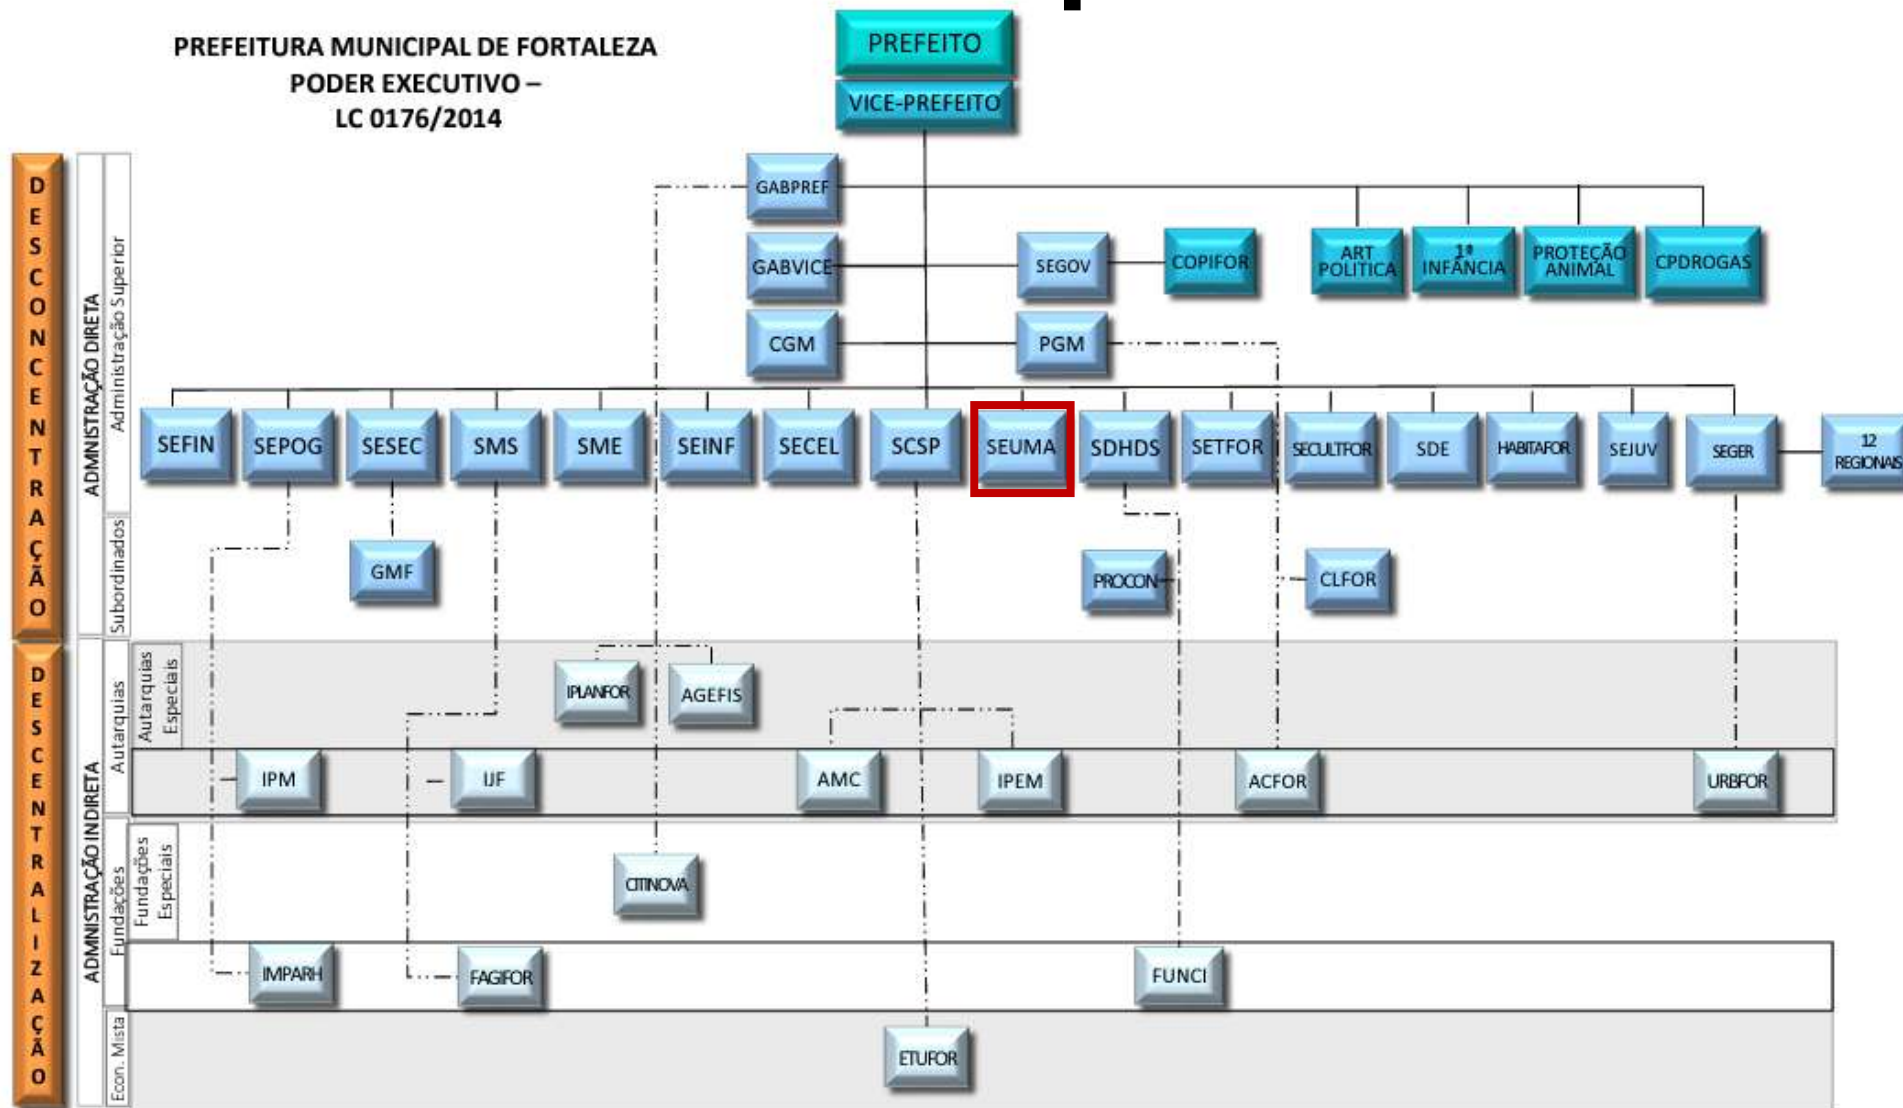 PREFEITURA MUNICIPAL DE FORTALEZA
PODER EXECUTIVO –
LC 0176/2014
PREFEITO
VICE-PREFEITO
DESCONCENTRAÇÃO
ADMNISTRAÇÃO DIRETA
Administração Superior
GABPREF
GABVICE
SEGOV
COPIFOR
ART
POLITICA
1ª
INFÂNCIA
PROTEÇÃO
ANIMAL
CPDROGAS
CGM
PGM
SEFIN
SEPOG
SESEC
SMS
SME
SEINF
SECEL
SCSP
SEUMA
SDHDS
SETFOR
SECULTFOR
SDE
HABITAFOR
SEJUV
SEGER
12
REGIONAIS
Subordinados
GMF
PROCON
CLFOR
DESCENTRALIZAÇÃO
ADMNISTRAÇÃO INDIRETA
Autarquias
Autarquias
Especiais
IPLANFOR
AGEFIS
IPM
IJF
AMC
IPEM
ACFOR
URBFOR
Fundações
Fundações
Especiais
CITINOVA
IMPARH
FAGIFOR
FUNCI
Econ. Mista
ETUFOR